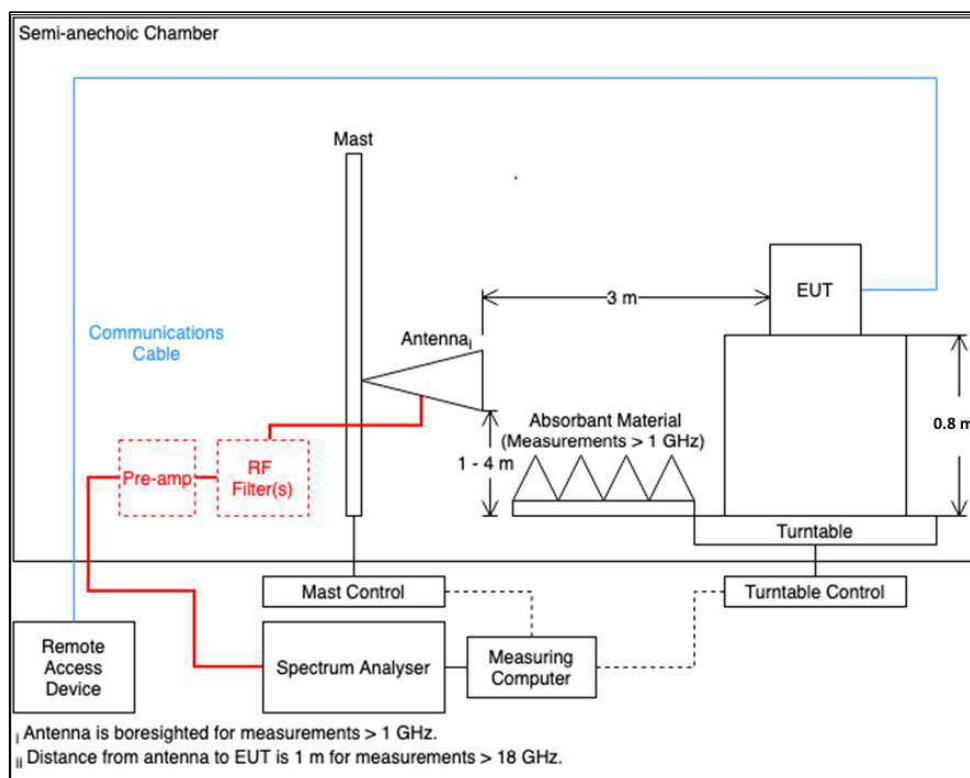 Semi-anechoic Chamber
Mast
EUT
3 m
Communications
Cable
Antennai
Absorbant Material
(Measurements > 1 GHz)
0.8 m
1 - 4 m
Pre-amp
RF
Filter(s)
Turntable
Mast Control
Turntable Control
Remote
Access
Device
Spectrum Analyser
Measuring
Computer
i Antenna is boresighted for measurements > 1 GHz.
ii Distance from antenna to EUT is 1 m for measurements > 18 GHz.